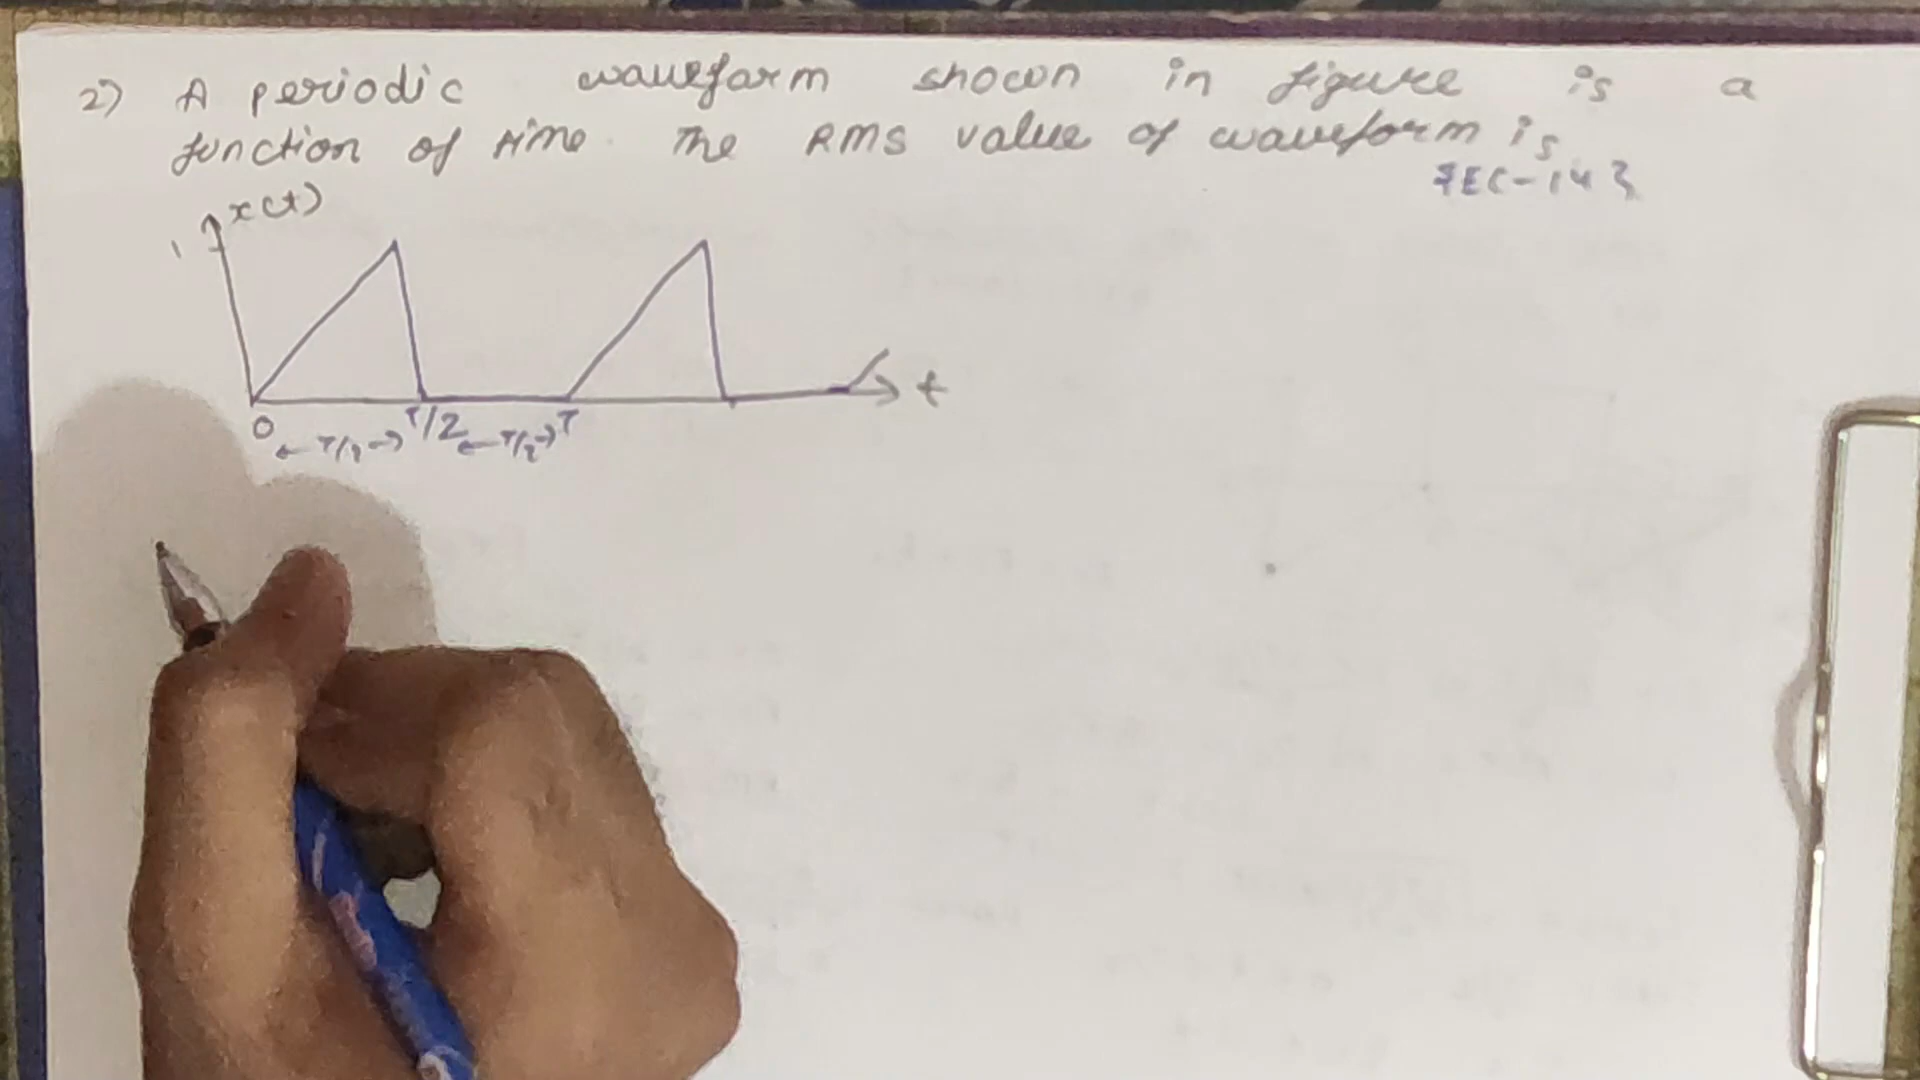 2) A periodic waveform shown in figure is a
function of time. The RMS value of waveform is
{EC-14}
x(t)
1
t
0 T/2 T
←T/2→ ←T/2→